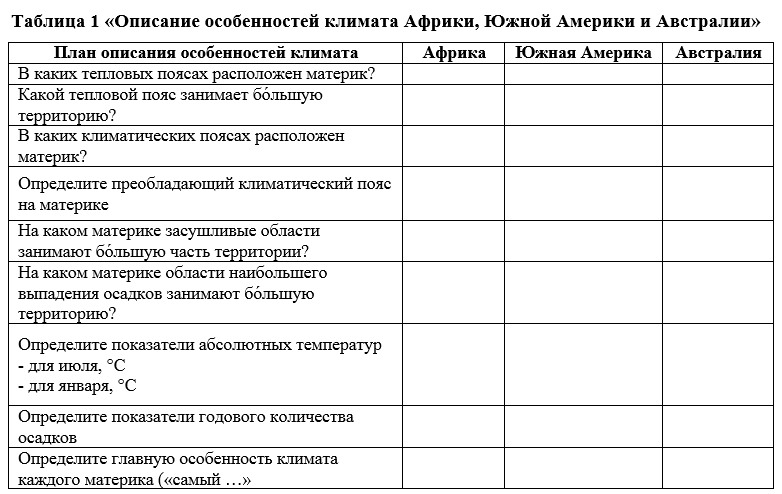 Таблица 1 «Описание особенностей климата Африки, Южной Америки и Австралии»
План описания особенностей климата Африка Южная Америка Австралия
В каких тепловых поясах расположен материк?
Какой тепловой пояс занимает бóльшую
территорию?
В каких климатических поясах расположен
материк?
Определите преобладающий климатический пояс
на материке
На каком материке засушливые области
занимают бóльшую часть территории?
На каком материке области наибольшего
выпадения осадков занимают бóльшую
территорию?
Определите показатели абсолютных температур
- для июля, °С
- для января, °С
Определите показатели годового количества
осадков
Определите главную особенность климата
каждого материка («самый …»